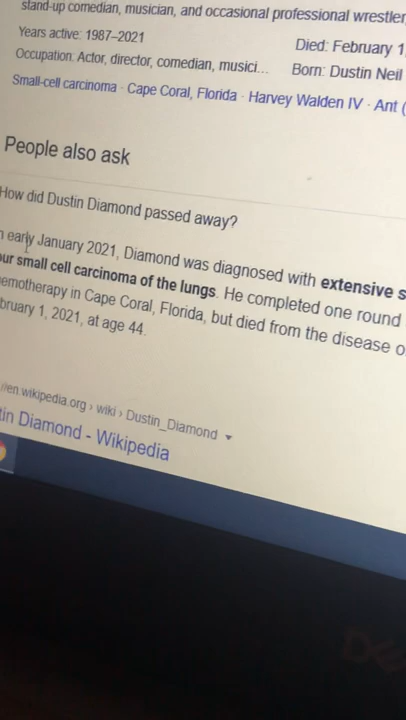 stand-up comedian, musician, and occasional professional wrestler
Years active: 1987–2021
Died: February 1,
Occupation: Actor, director, comedian, musici...
Born: Dustin Neil
Small-cell carcinoma · Cape Coral, Florida · Harvey Walden IV · Ant (
People also ask
How did Dustin Diamond passed away?
n early January 2021, Diamond was diagnosed with extensive s
our small cell carcinoma of the lungs. He completed one round
emotherapy in Cape Coral, Florida, but died from the disease o
bruary 1, 2021, at age 44.
//en.wikipedia.org › wiki › Dustin_Diamond
tin Diamond - Wikipedia